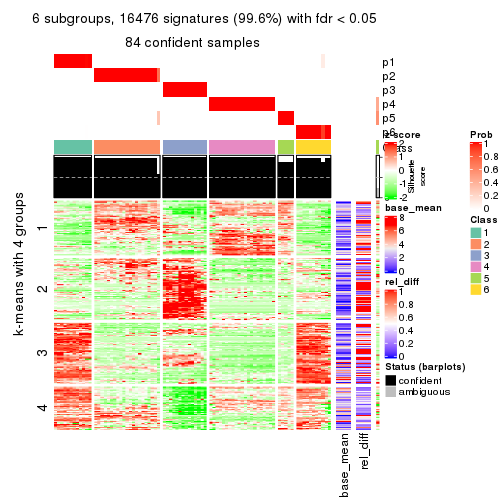 6 subgroups, 16476 signatures (99.6%) with fdr < 0.05
84 confident samples
p1
p2
p3
p4
p5
p6
Class
z-score
2
1
0
-1
-2
Silhouette
score
Prob
1
0.8
0.6
0.4
0.2
0
base_mean
8
6
4
2
0
Class
1
2
3
4
5
6
rel_diff
1
0.8
0.6
0.4
0.2
0
Status (barplots)
confident
ambiguous
k-means with 4 groups
1
2
3
4
base_mean
rel_diff